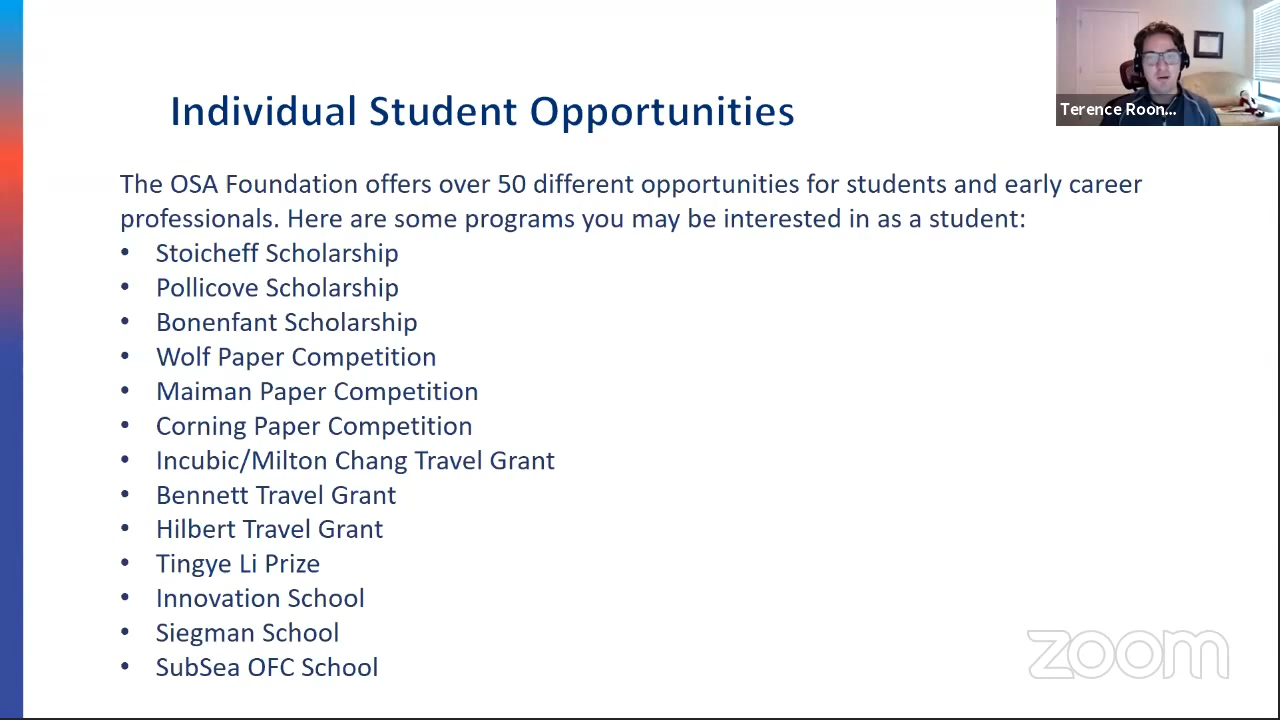 Individual Student Opportunities
Terence Roon...
The OSA Foundation offers over 50 different opportunities for students and early career
professionals. Here are some programs you may be interested in as a student:
• Stoicheff Scholarship
• Pollicove Scholarship
• Bonenfant Scholarship
• Wolf Paper Competition
• Maiman Paper Competition
• Corning Paper Competition
• Incubic/Milton Chang Travel Grant
• Bennett Travel Grant
• Hilbert Travel Grant
• Tingye Li Prize
• Innovation School
• Siegman School
• SubSea OFC School
zoom